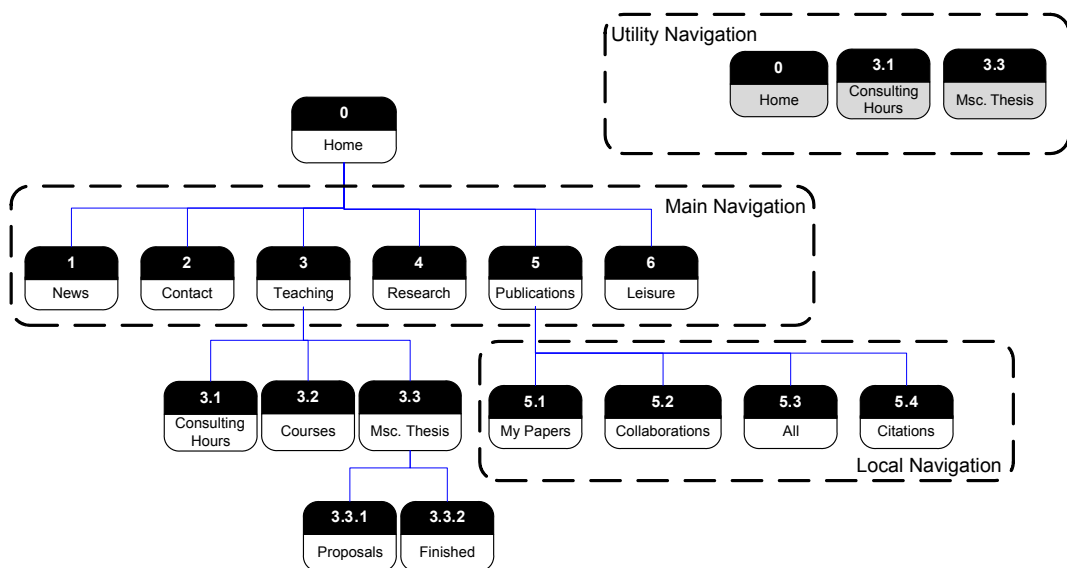 Utility Navigation
0
Home
3.1
Consulting
Hours
3.3
Msc. Thesis
0
Home
Main Navigation
1
News
2
Contact
3
Teaching
4
Research
5
Publications
6
Leisure
3.1
Consulting
Hours
3.2
Courses
3.3
Msc. Thesis
5.1
My Papers
5.2
Collaborations
5.3
All
5.4
Citations
Local Navigation
3.3.1
Proposals
3.3.2
Finished